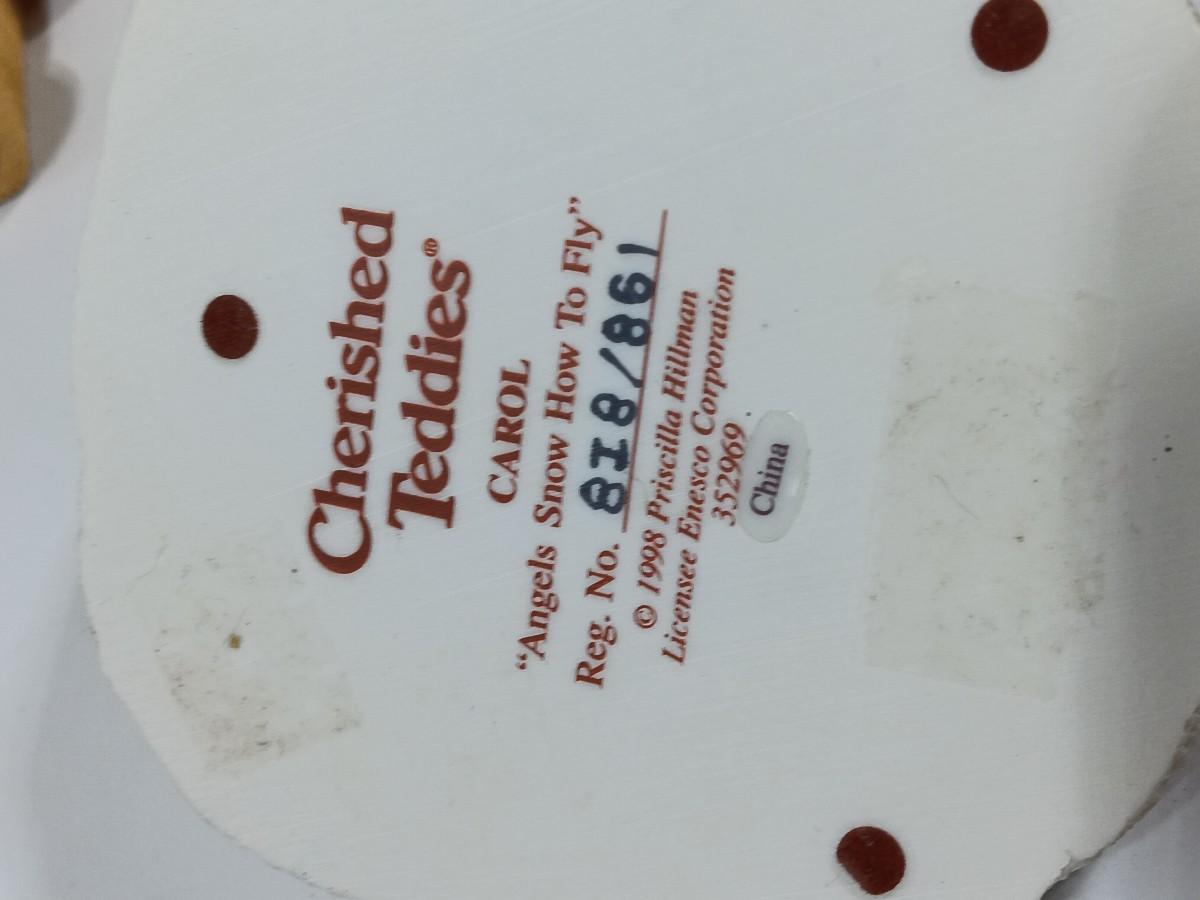 Cherished
Teddies®
CAROL
“Angels Snow How To Fly”
Reg. No. 8I8/861
© 1998 Priscilla Hillman
Licensee Enesco Corporation
352969
China